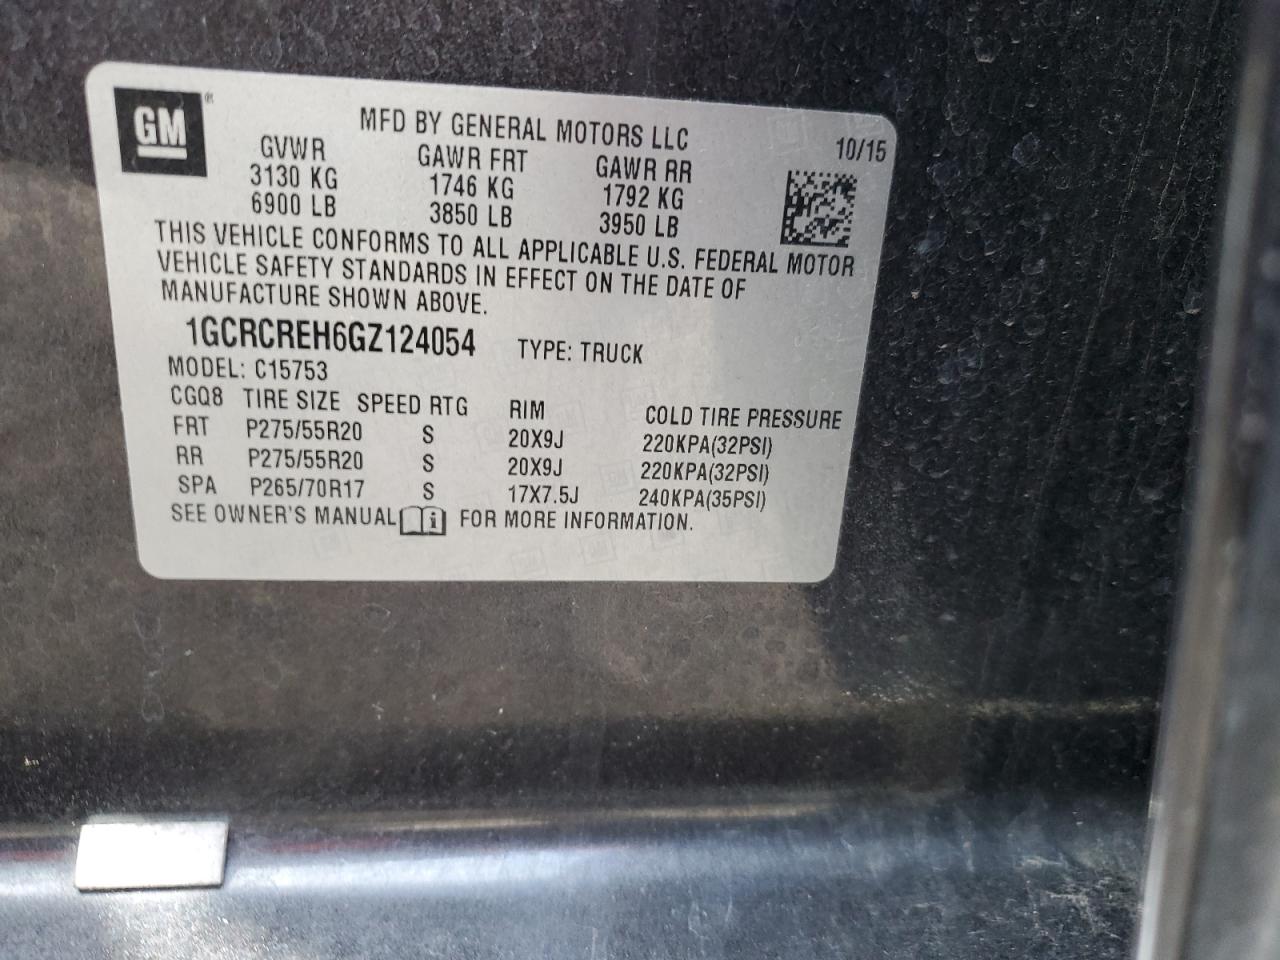 GM®
MFD BY GENERAL MOTORS LLC
10/15
GVWR GAWR FRT GAWR RR
3130 KG 1746 KG 1792 KG
6900 LB 3850 LB 3950 LB
THIS VEHICLE CONFORMS TO ALL APPLICABLE U.S. FEDERAL MOTOR
VEHICLE SAFETY STANDARDS IN EFFECT ON THE DATE OF
MANUFACTURE SHOWN ABOVE.
1GCRCREH6GZ124054 TYPE: TRUCK
MODEL: C15753
CGQ8 TIRE SIZE SPEED RTG RIM COLD TIRE PRESSURE
FRT P275/55R20 S 20X9J 220KPA(32PSI)
RR P275/55R20 S 20X9J 220KPA(32PSI)
SPA P265/70R17 S 17X7.5J 240KPA(35PSI)
SEE OWNER'S MANUAL FOR MORE INFORMATION.